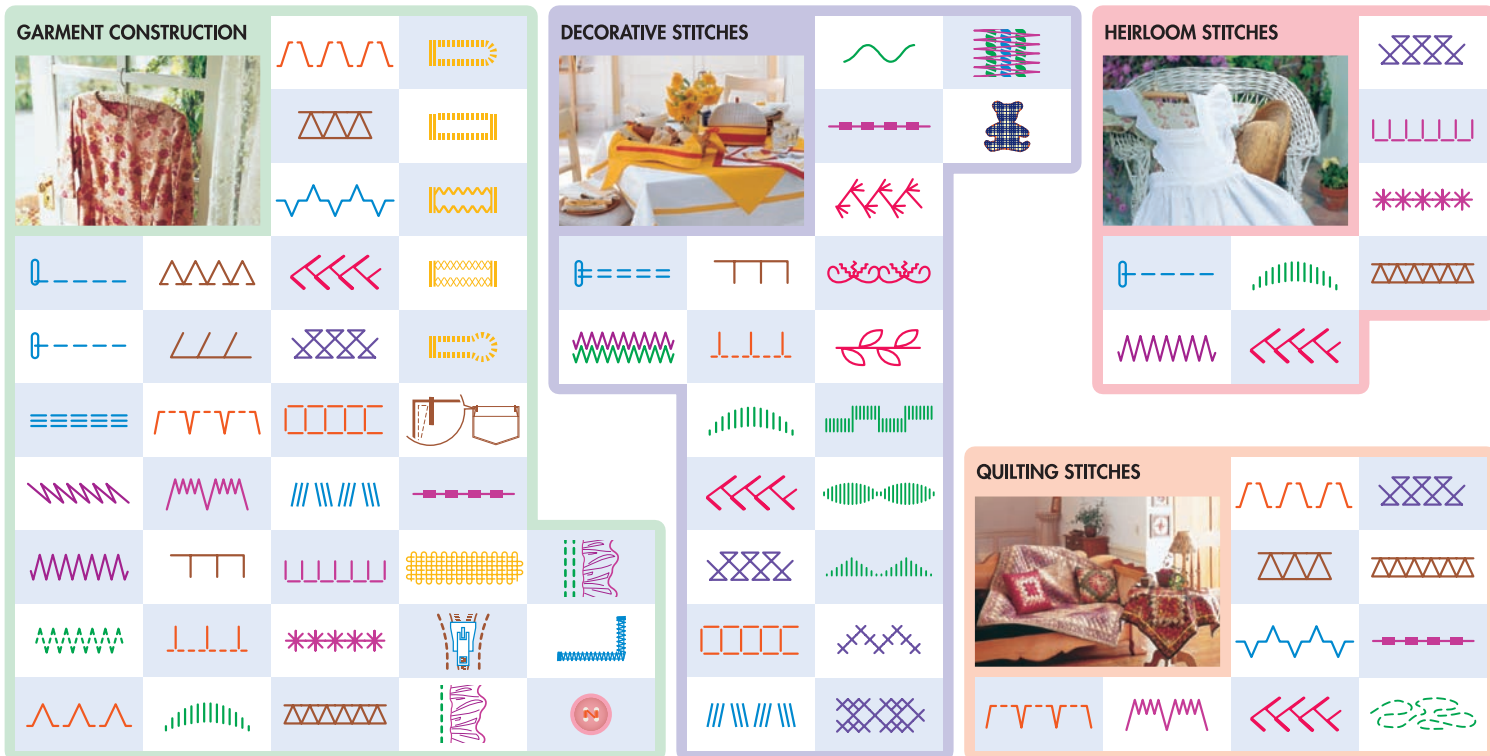 GARMENT CONSTRUCTION
DECORATIVE STITCHES
HEIRLOOM STITCHES
QUILTING STITCHES